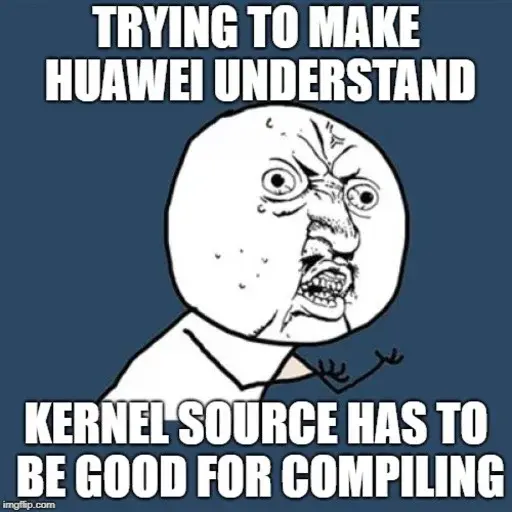 TRYING TO MAKE
HUAWEI UNDERSTAND
KERNEL SOURCE HAS TO
BE GOOD FOR COMPILING
imgflip.com